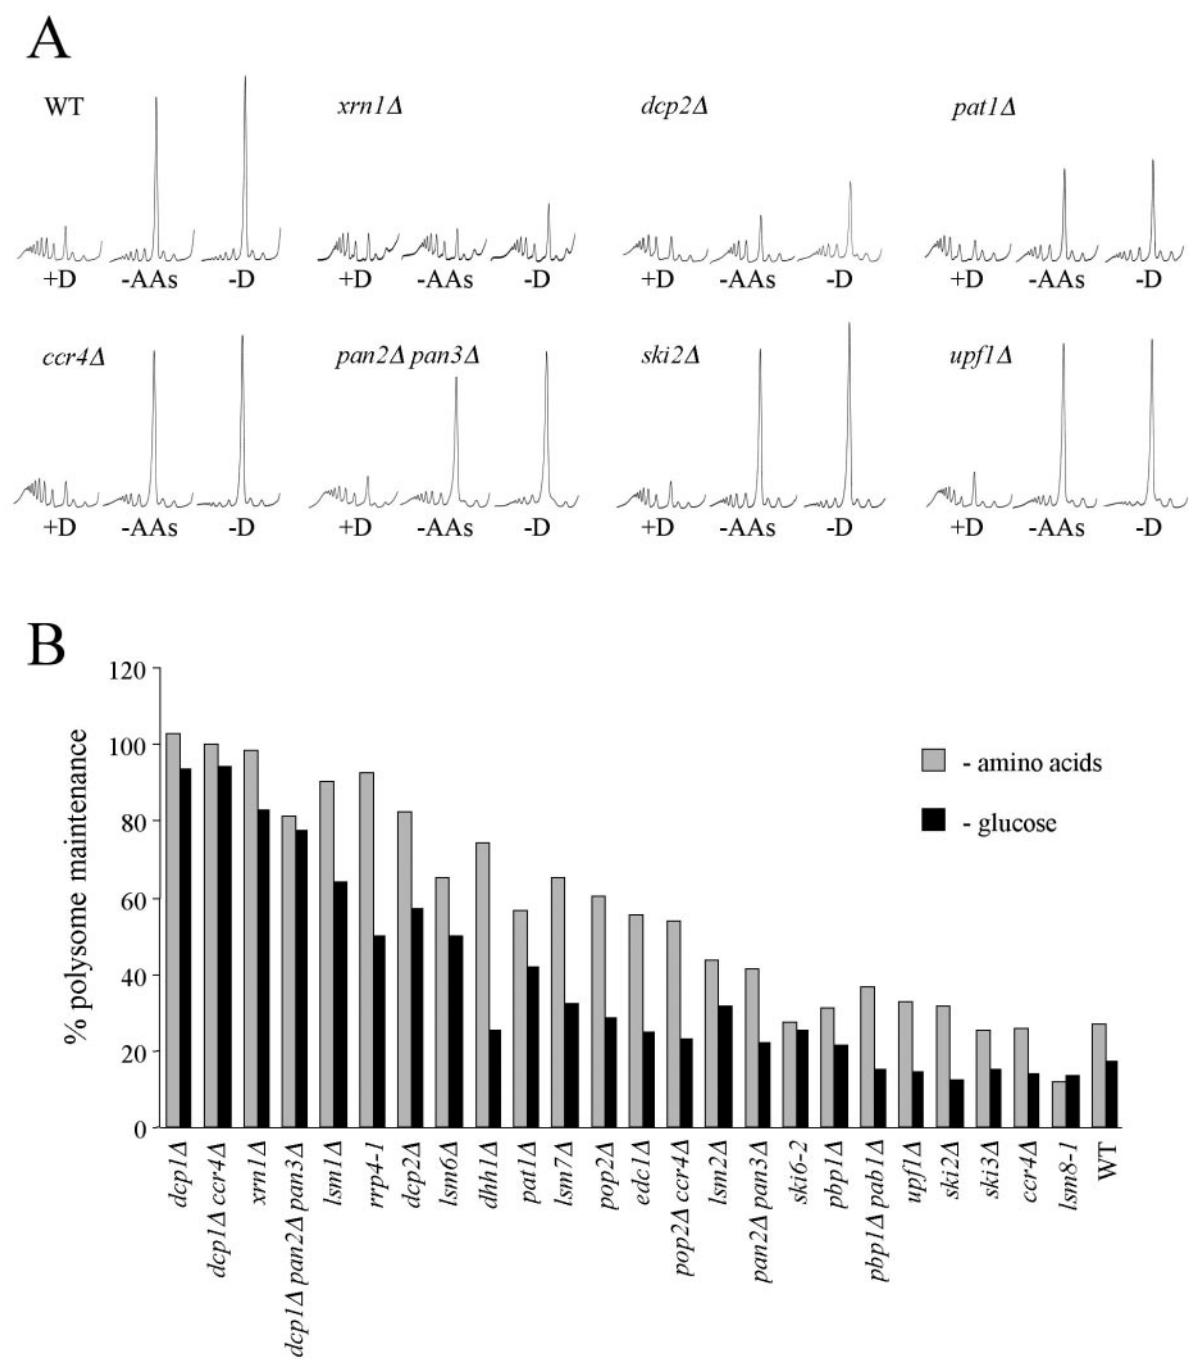 A
WT xrn1Δ dcp2Δ pat1Δ
+D -AAs -D +D -AAs -D +D -AAs -D +D -AAs -D
ccr4Δ pan2Δ pan3Δ ski2Δ upf1Δ
+D -AAs -D +D -AAs -D +D -AAs -D +D -AAs -D
B
% polysome maintenance
120
100
80
60
40
20
0
- amino acids
- glucose
dcp1Δ
dcp1Δ ccr4Δ
xrn1Δ
dcp1Δ pan2Δ pan3Δ
lsm1Δ
rrp4-1
dcp2Δ
lsm6Δ
dhh1Δ
pat1Δ
lsm7Δ
pop2Δ
edc1Δ
pop2Δ ccr4Δ
lsm2Δ
pan2Δ pan3Δ
ski6-2
pbp1Δ
pbp1Δ pab1Δ
upf1Δ
ski2Δ
ski3Δ
ccr4Δ
lsm8-1
WT